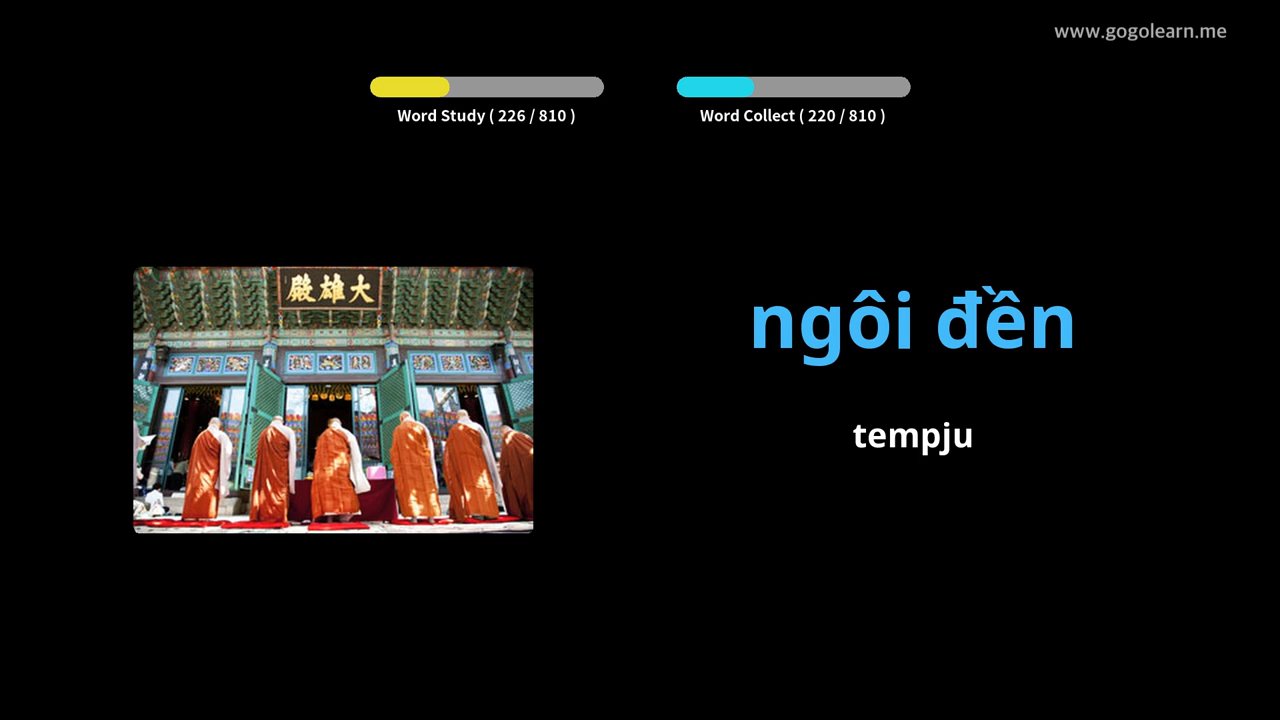 www.gogolearn.me
Word Study ( 226 / 810 )
Word Collect ( 220 / 810 )
殿雄大
ngôi đền
tempju